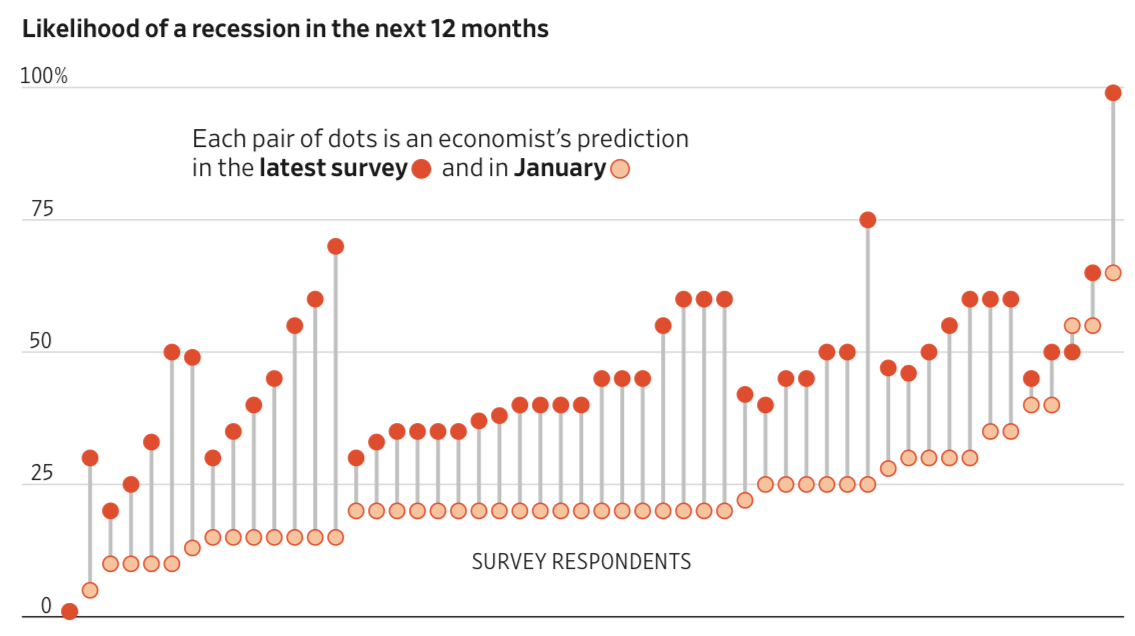 Likelihood of a recession in the next 12 months
100%
Each pair of dots is an economist’s prediction
in the latest survey and in January
75
50
25
SURVEY RESPONDENTS
0